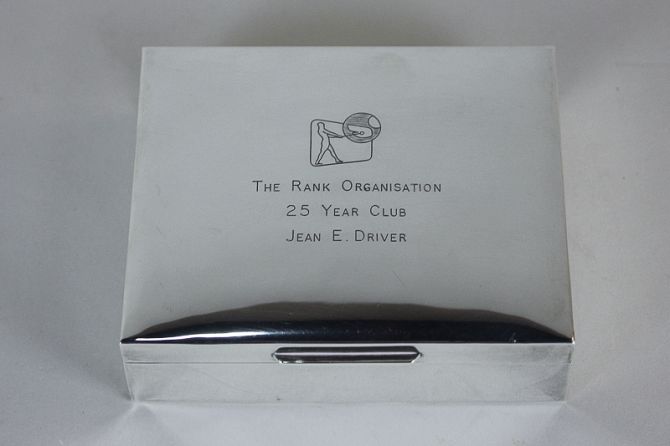 The Rank Organisation
25 Year Club
Jean E. Driver